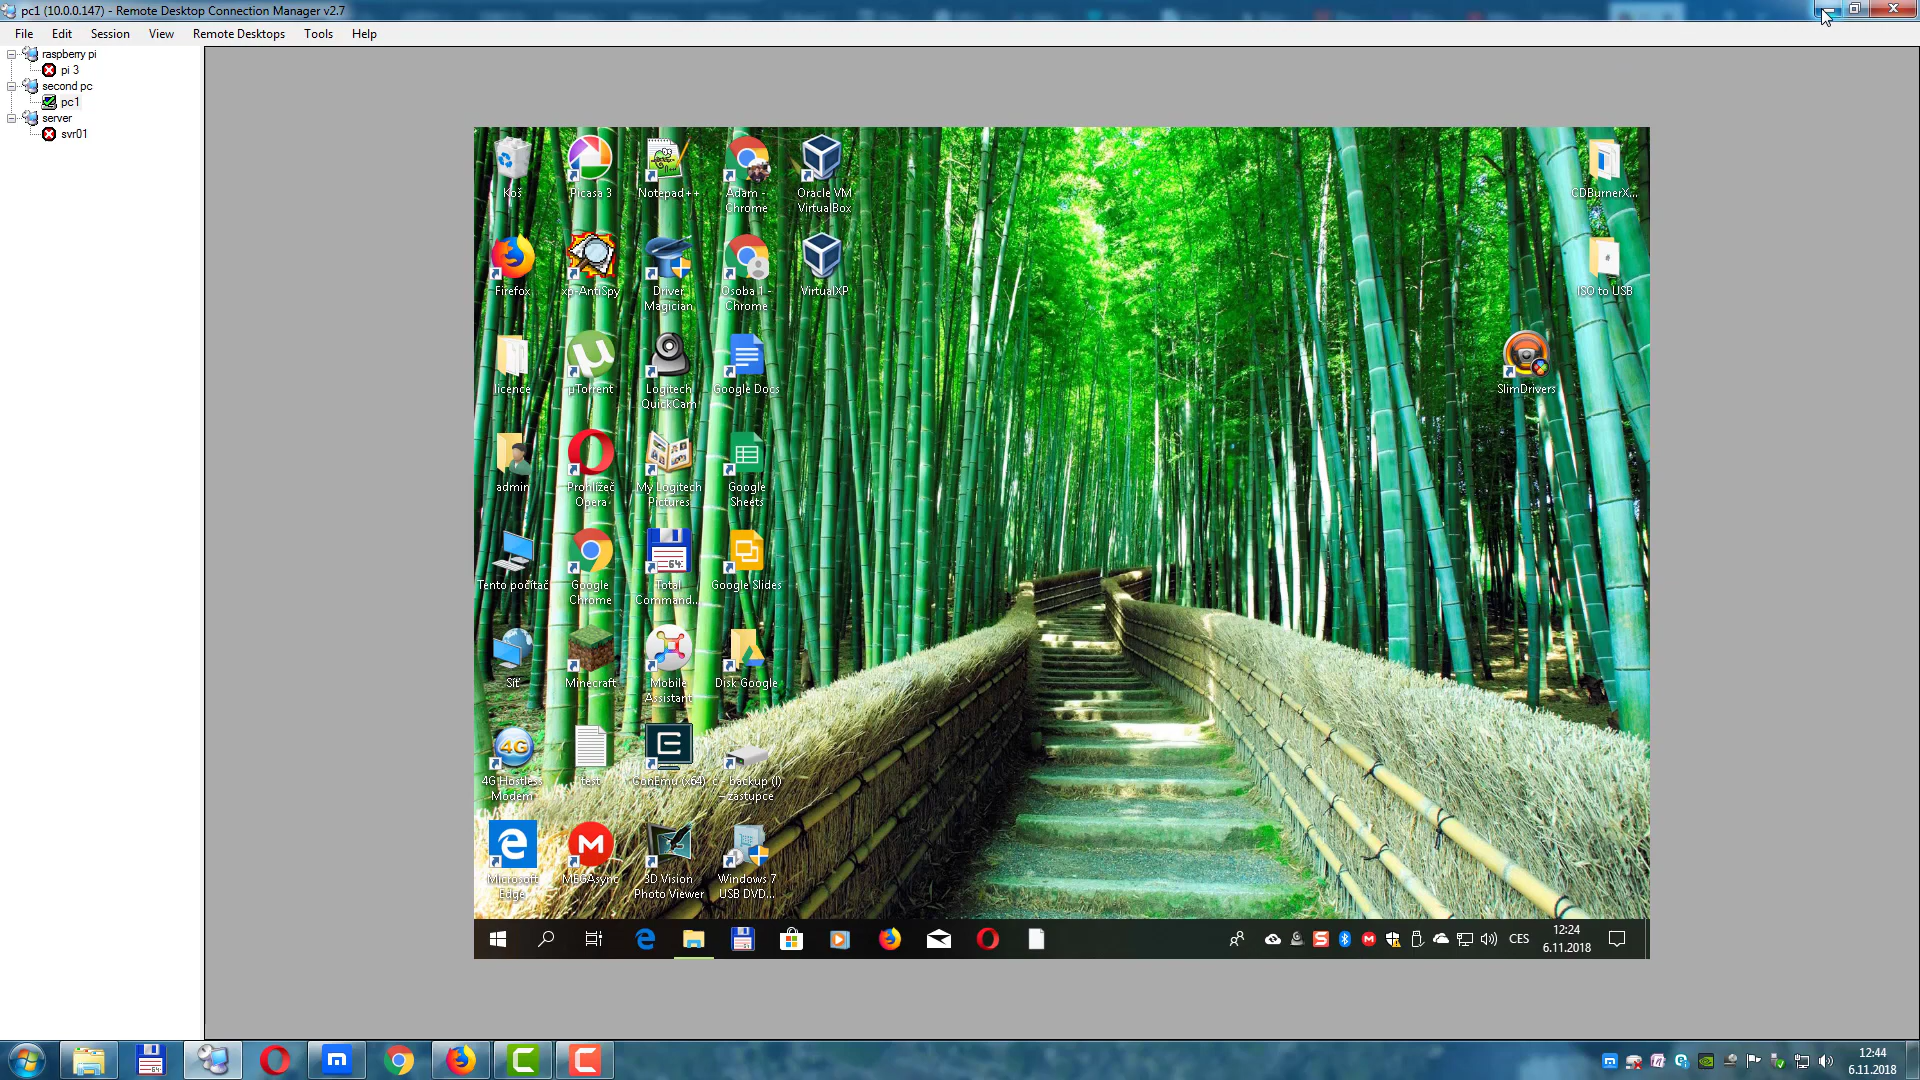 pc1 (10.0.0.147) - Remote Desktop Connection Manager v2.7
File Edit Session View Remote Desktops Tools Help
raspberry pi
pi 3
second pc
pc1
server
svr01
Koš
Picasa 3
Notepad++
Adam -
Chrome
Oracle VM
VirtualBox
CDBurnerX...
Firefox
xp-AntiSpy
Driver
Magician
Osoba 1 -
Chrome
VirtualXP
ISO to USB
licence
µTorrent
Logitech
QuickCam
Google Docs
SlimDrivers
admin
Prohlížeč
Opera
My Logitech
Pictures
Google
Sheets
Tento počítač
Google
Chrome
Total
Command...
Google Slides
Síť
Minecraft
Mobile
Assistant
Disk Google
4G Hostless
Modem
test
ConEmu (x64)
c - backup (I)
– zástupce
Microsoft
Edge
MEGAsync
3D Vision
Photo Viewer
Windows 7
USB DVD...
CES
12:24
6.11.2018
12:44
6.11.2018